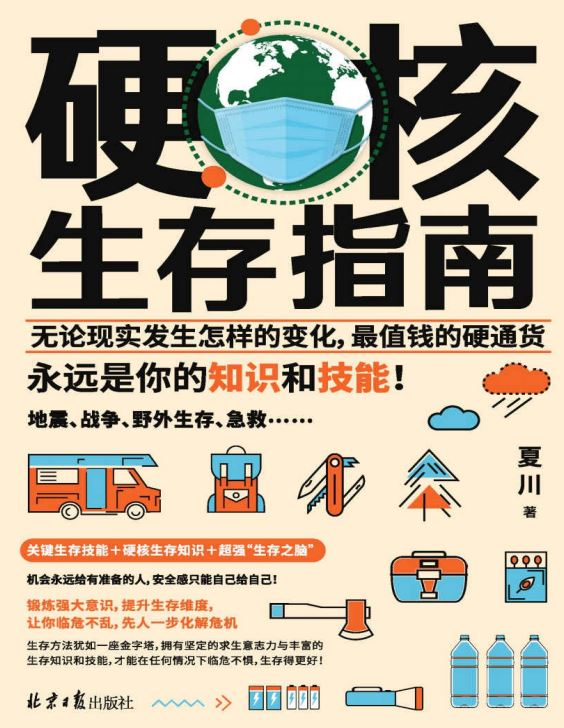 硬核
生存指南
无论现实发生怎样的变化,最值钱的硬通货
永远是你的知识和技能!
地震、战争、野外生存、急救……
夏川 著
关键生存技能+硬核生存知识+超强“生存之脑”
机会永远给有准备的人,安全感只能自己给自己!
锻炼强大意识,提升生存维度,
让你临危不乱,先人一步化解危机
生存方法犹如一座金字塔,拥有坚定的求生意志力与丰富的
生存知识和技能,才能在任何情况下临危不惧,生存得更好!
北京日报出版社